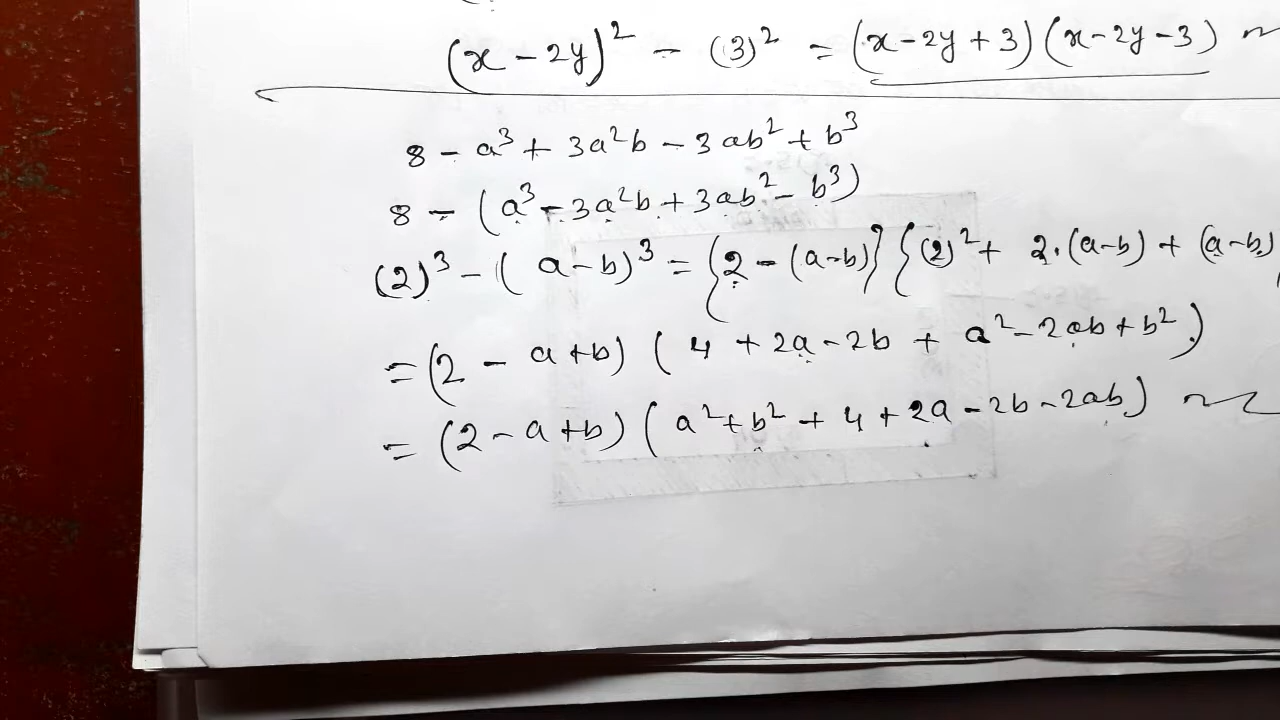 (x - 2y)² - (3)² = (x-2y+3)(x-2y-3)
8 - a³ + 3a²b - 3ab² + b³
8 - (a³ - 3a²b + 3ab² - b³)
(2)³ - (a-b)³ = {2 - (a-b)} {(2)² + 2.(a-b) + (a-b)
= (2 - a+b) (4 + 2a - 2b + a² - 2ab + b²)
= (2 - a+b) (a² + b² + 4 + 2a - 2b - 2ab)